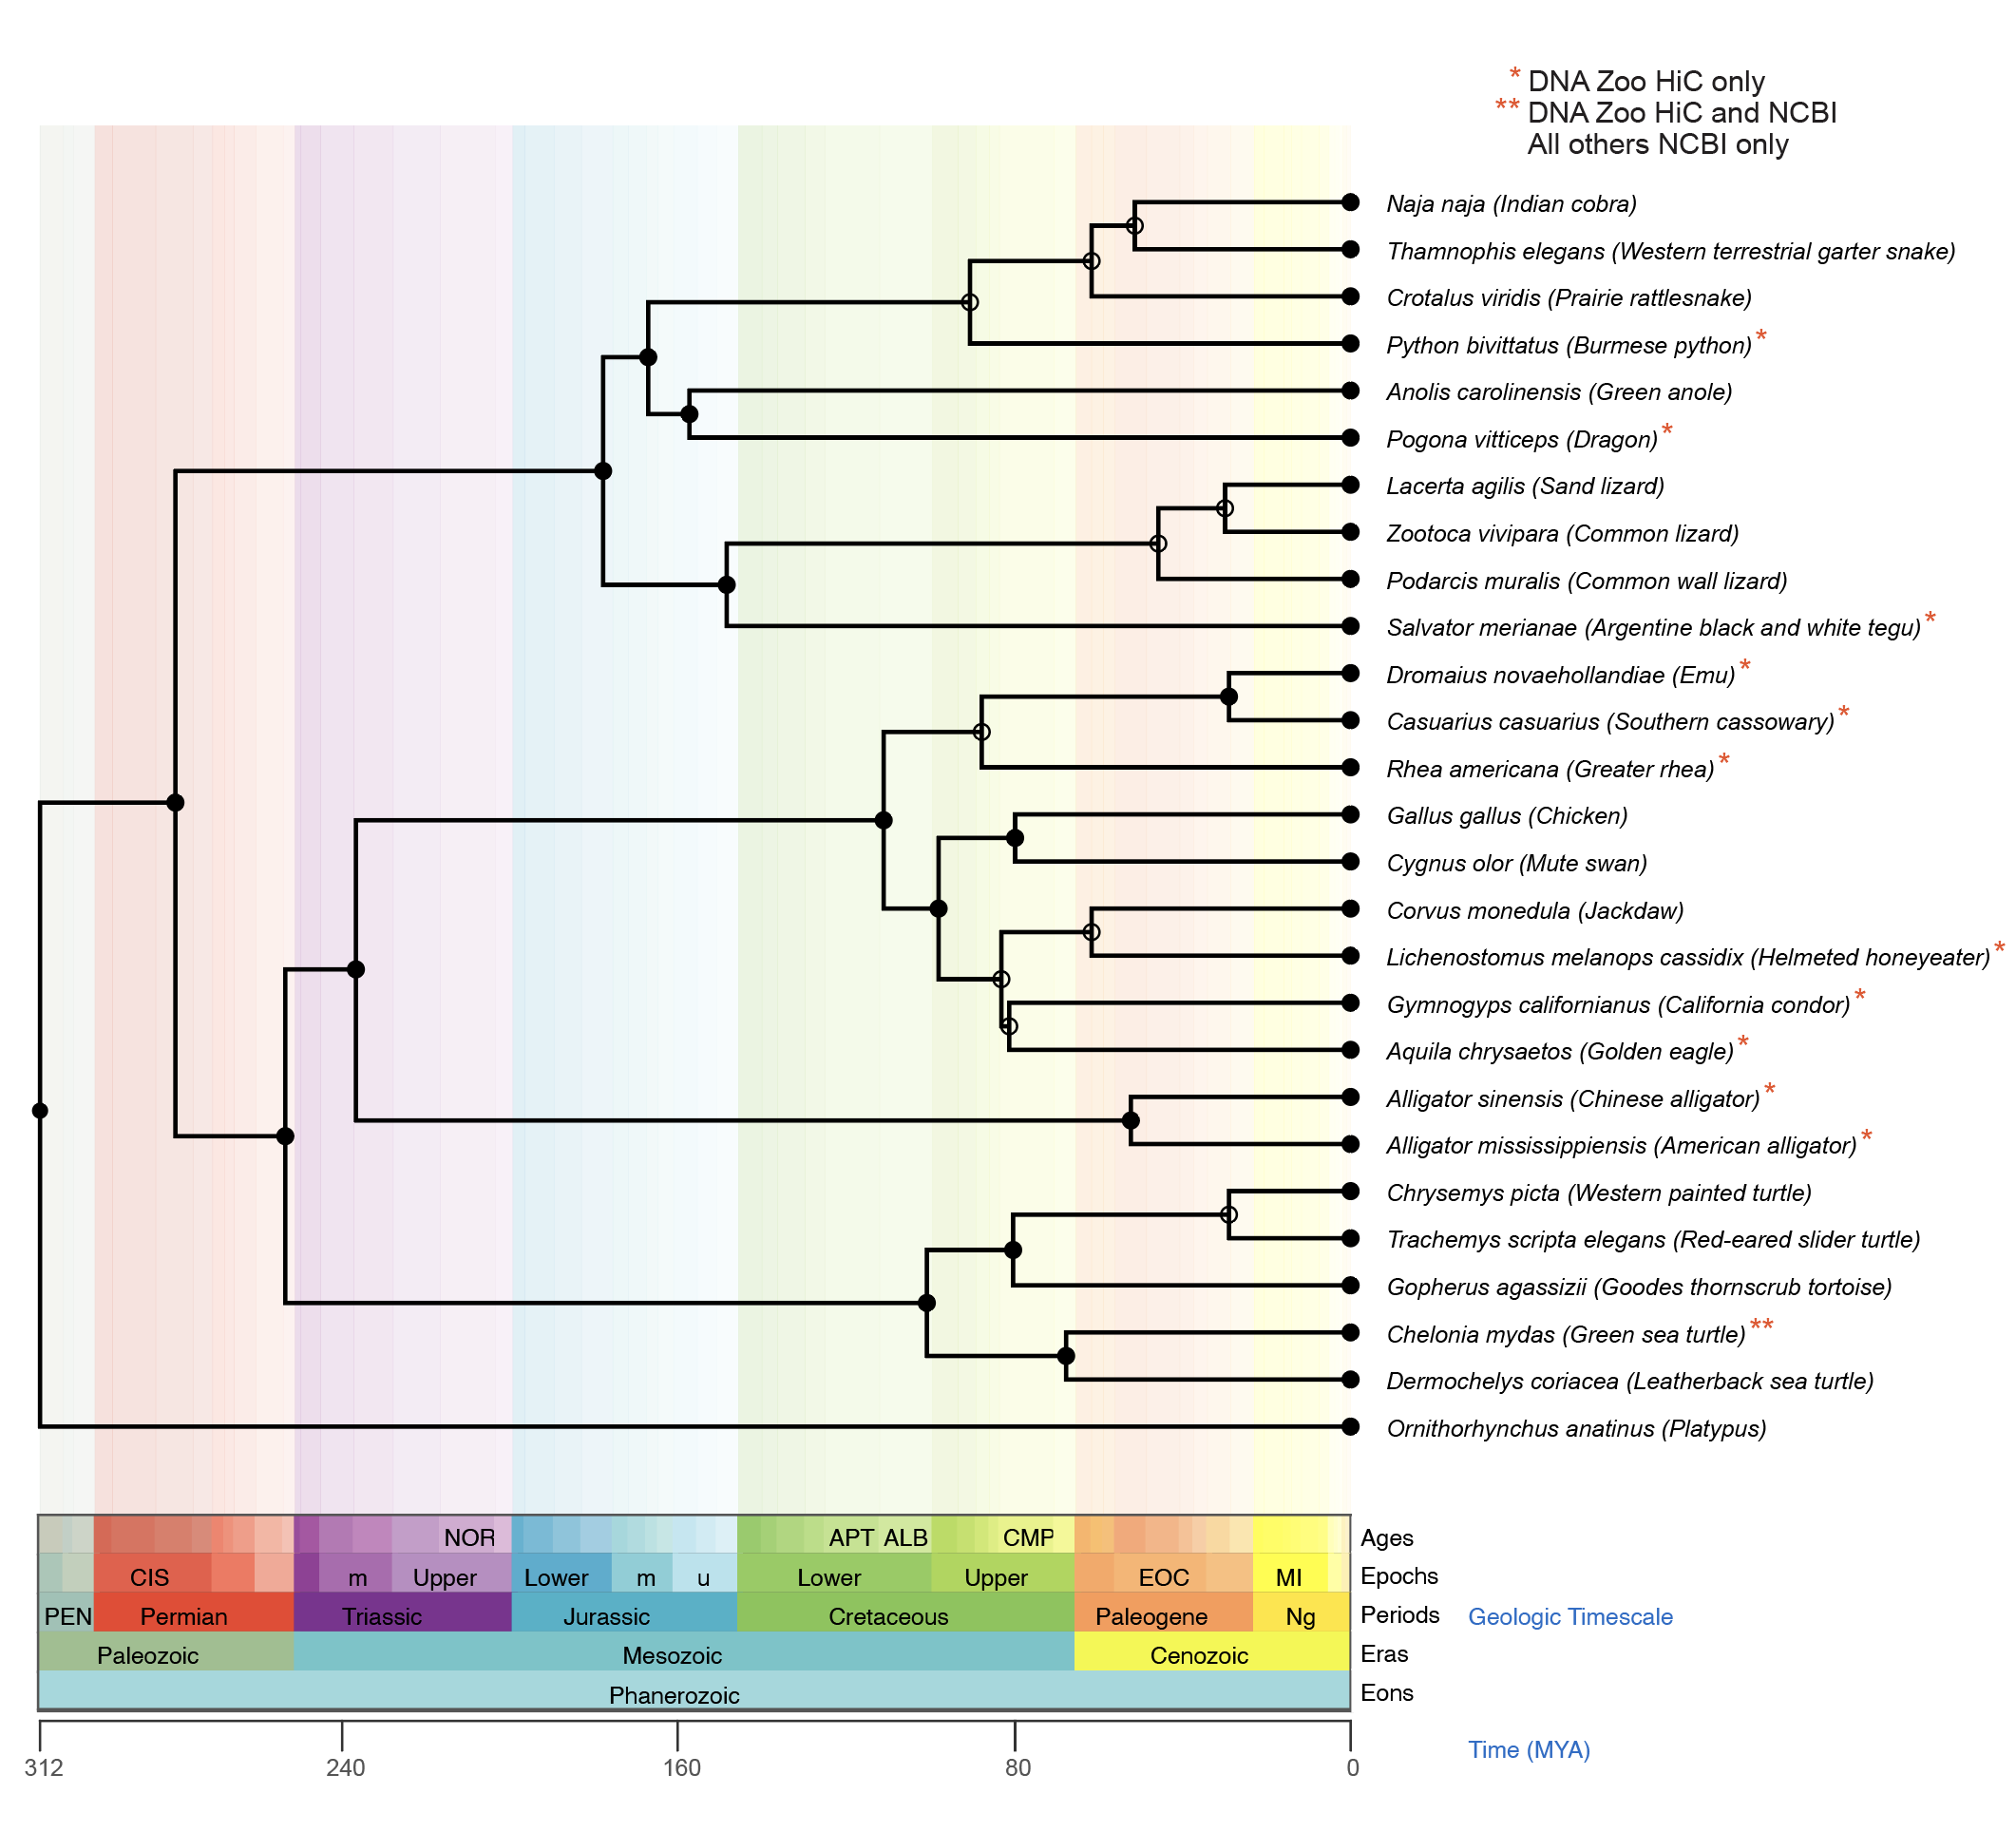 * DNA Zoo HiC only
** DNA Zoo HiC and NCBI
All others NCBI only
Naja naja (Indian cobra)
Thamnophis elegans (Western terrestrial garter snake)
Crotalus viridis (Prairie rattlesnake)
Python bivittatus (Burmese python)*
Anolis carolinensis (Green anole)
Pogona vitticeps (Dragon)*
Lacerta agilis (Sand lizard)
Zootoca vivipara (Common lizard)
Podarcis muralis (Common wall lizard)
Salvator merianae (Argentine black and white tegu)*
Dromaius novaehollandiae (Emu)*
Casuarius casuarius (Southern cassowary)*
Rhea americana (Greater rhea)*
Gallus gallus (Chicken)
Cygnus olor (Mute swan)
Corvus monedula (Jackdaw)
Lichenostomus melanops cassidix (Helmeted honeyeater)*
Gymnogyps californianus (California condor)*
Aquila chrysaetos (Golden eagle)*
Alligator sinensis (Chinese alligator)*
Alligator mississippiensis (American alligator)*
Chrysemys picta (Western painted turtle)
Trachemys scripta elegans (Red-eared slider turtle)
Gopherus agassizii (Goodes thornscrub tortoise)
Chelonia mydas (Green sea turtle)**
Dermochelys coriacea (Leatherback sea turtle)
Ornithorhynchus anatinus (Platypus)
NOR APT ALB CMP Ages
CIS m Upper Lower m u Lower Upper EOC MI Epochs
PEN Permian Triassic Jurassic Cretaceous Paleogene Ng Periods Geologic Timescale
Paleozoic Mesozoic Cenozoic Eras
Phanerozoic Eons
Time (MYA)
312 240 160 80 0